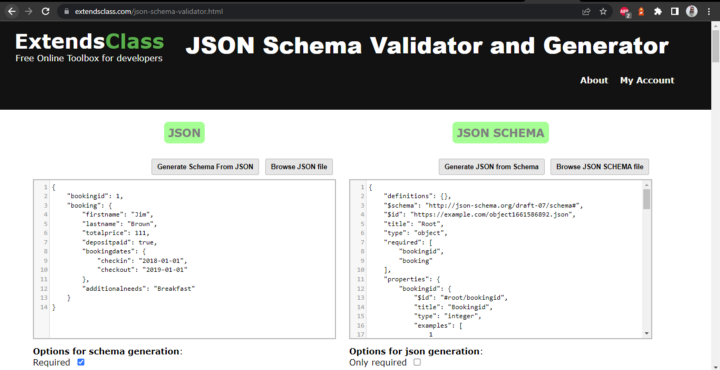 extendsclass.com/json-schema-validator.html
ExtendsClass
Free Online Toolbox for developers
JSON Schema Validator and Generator
About My Account
JSON
Generate Schema From JSON Browse JSON file
1 {
2 "bookingid": 1,
3 "booking": {
4 "firstname": "Jim",
5 "lastname": "Brown",
6 "totalprice": 111,
7 "depositpaid": true,
8 "bookingdates": {
9 "checkin": "2018-01-01",
10 "checkout": "2019-01-01"
11 },
12 "additionalneeds": "Breakfast"
13 }
14 }
Options for schema generation:
Required
JSON SCHEMA
Generate JSON from Schema Browse JSON SCHEMA file
1 {
2 "definitions": {},
3 "$schema": "http://json-schema.org/draft-07/schema#",
4 "$id": "https://example.com/object1661586892.json",
5 "title": "Root",
6 "type": "object",
7 "required": [
8 "bookingid",
9 "booking"
10 ],
11 "properties": {
12 "bookingid": {
13 "$id": "#root/bookingid",
14 "title": "Bookingid",
15 "type": "integer",
16 "examples": [
17 1
Options for json generation:
Only required